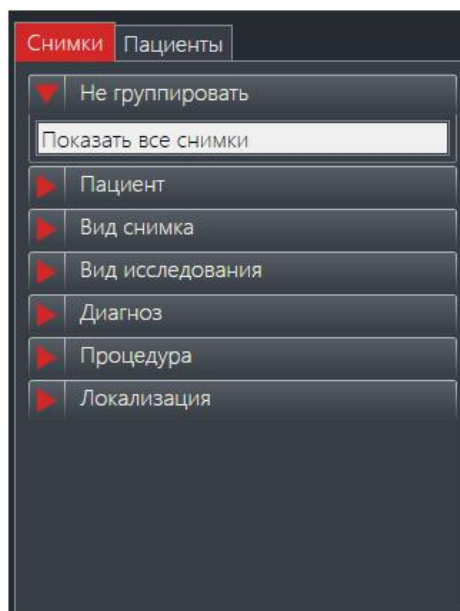 Снимки Пациенты
Не группировать
Показать все снимки
Пациент
Вид снимка
Вид исследования
Диагноз
Процедура
Локализация